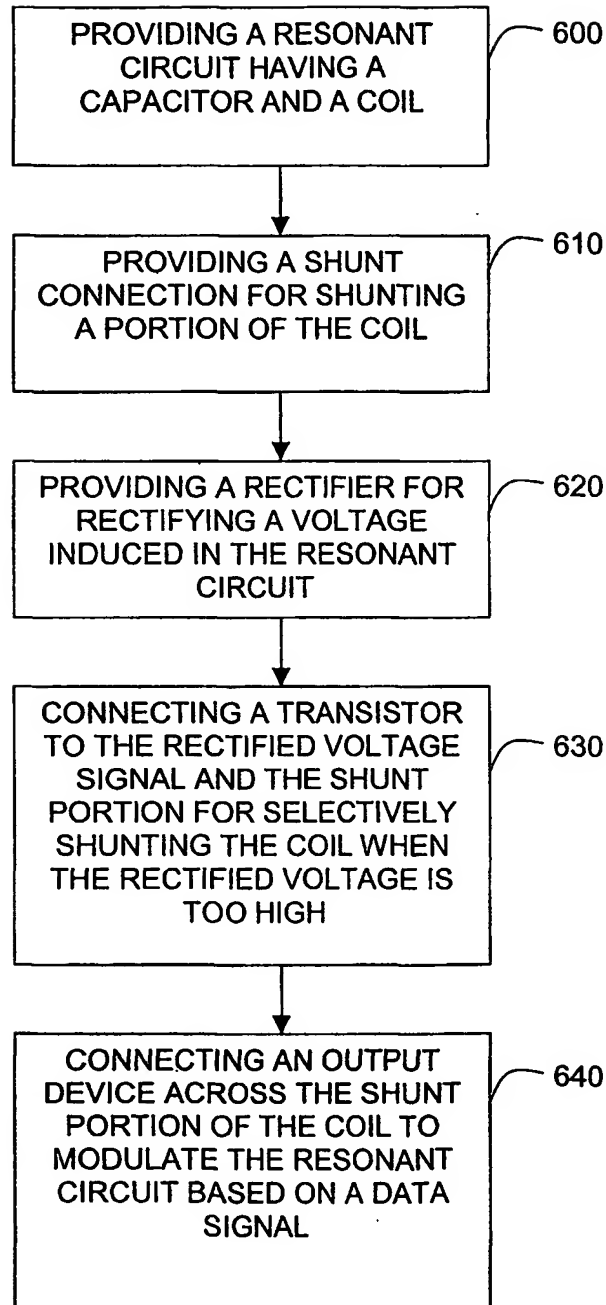 PROVIDING A RESONANT
CIRCUIT HAVING A
CAPACITOR AND A COIL
600
PROVIDING A SHUNT
CONNECTION FOR SHUNTING
A PORTION OF THE COIL
610
PROVIDING A RECTIFIER FOR
RECTIFYING A VOLTAGE
INDUCED IN THE RESONANT
CIRCUIT
620
CONNECTING A TRANSISTOR
TO THE RECTIFIED VOLTAGE
SIGNAL AND THE SHUNT
PORTION FOR SELECTIVELY
SHUNTING THE COIL WHEN
THE RECTIFIED VOLTAGE IS
TOO HIGH
630
CONNECTING AN OUTPUT
DEVICE ACROSS THE SHUNT
PORTION OF THE COIL TO
MODULATE THE RESONANT
CIRCUIT BASED ON A DATA
SIGNAL
640